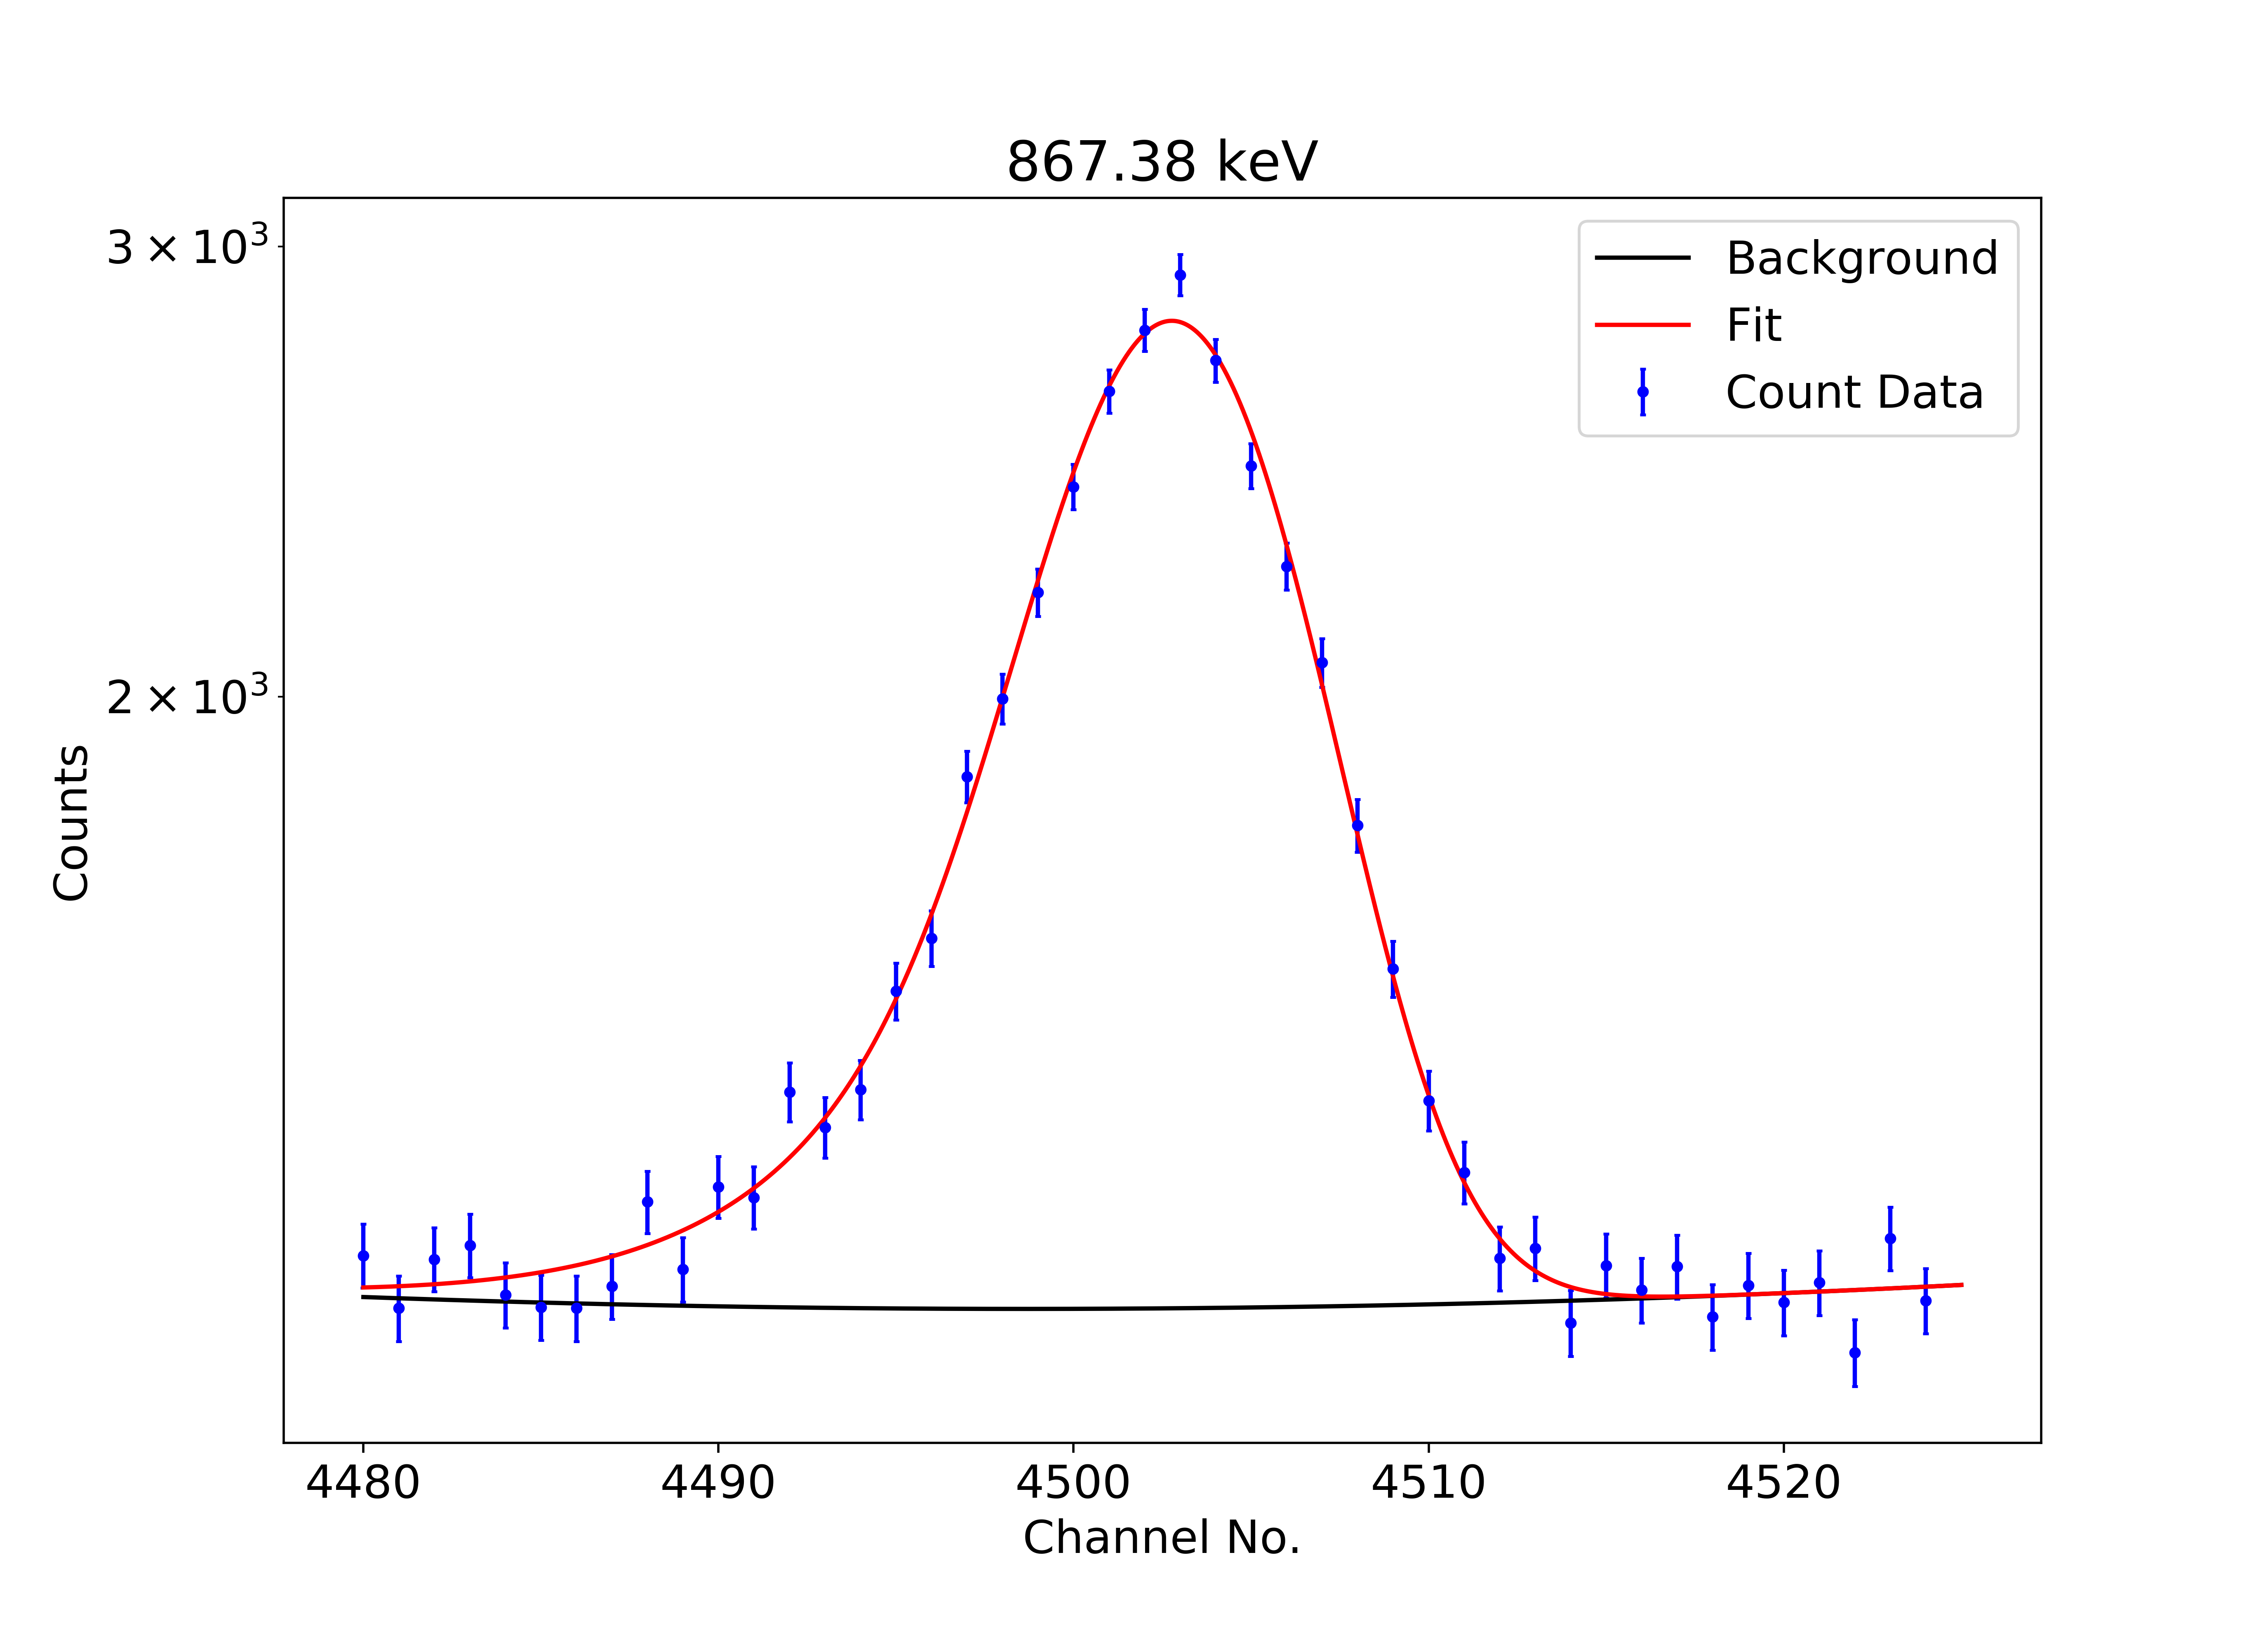 867.38 keV
3 × 10³
2 × 10³
Counts
Background
Fit
Count Data
4480 4490 4500 4510 4520
Channel No.